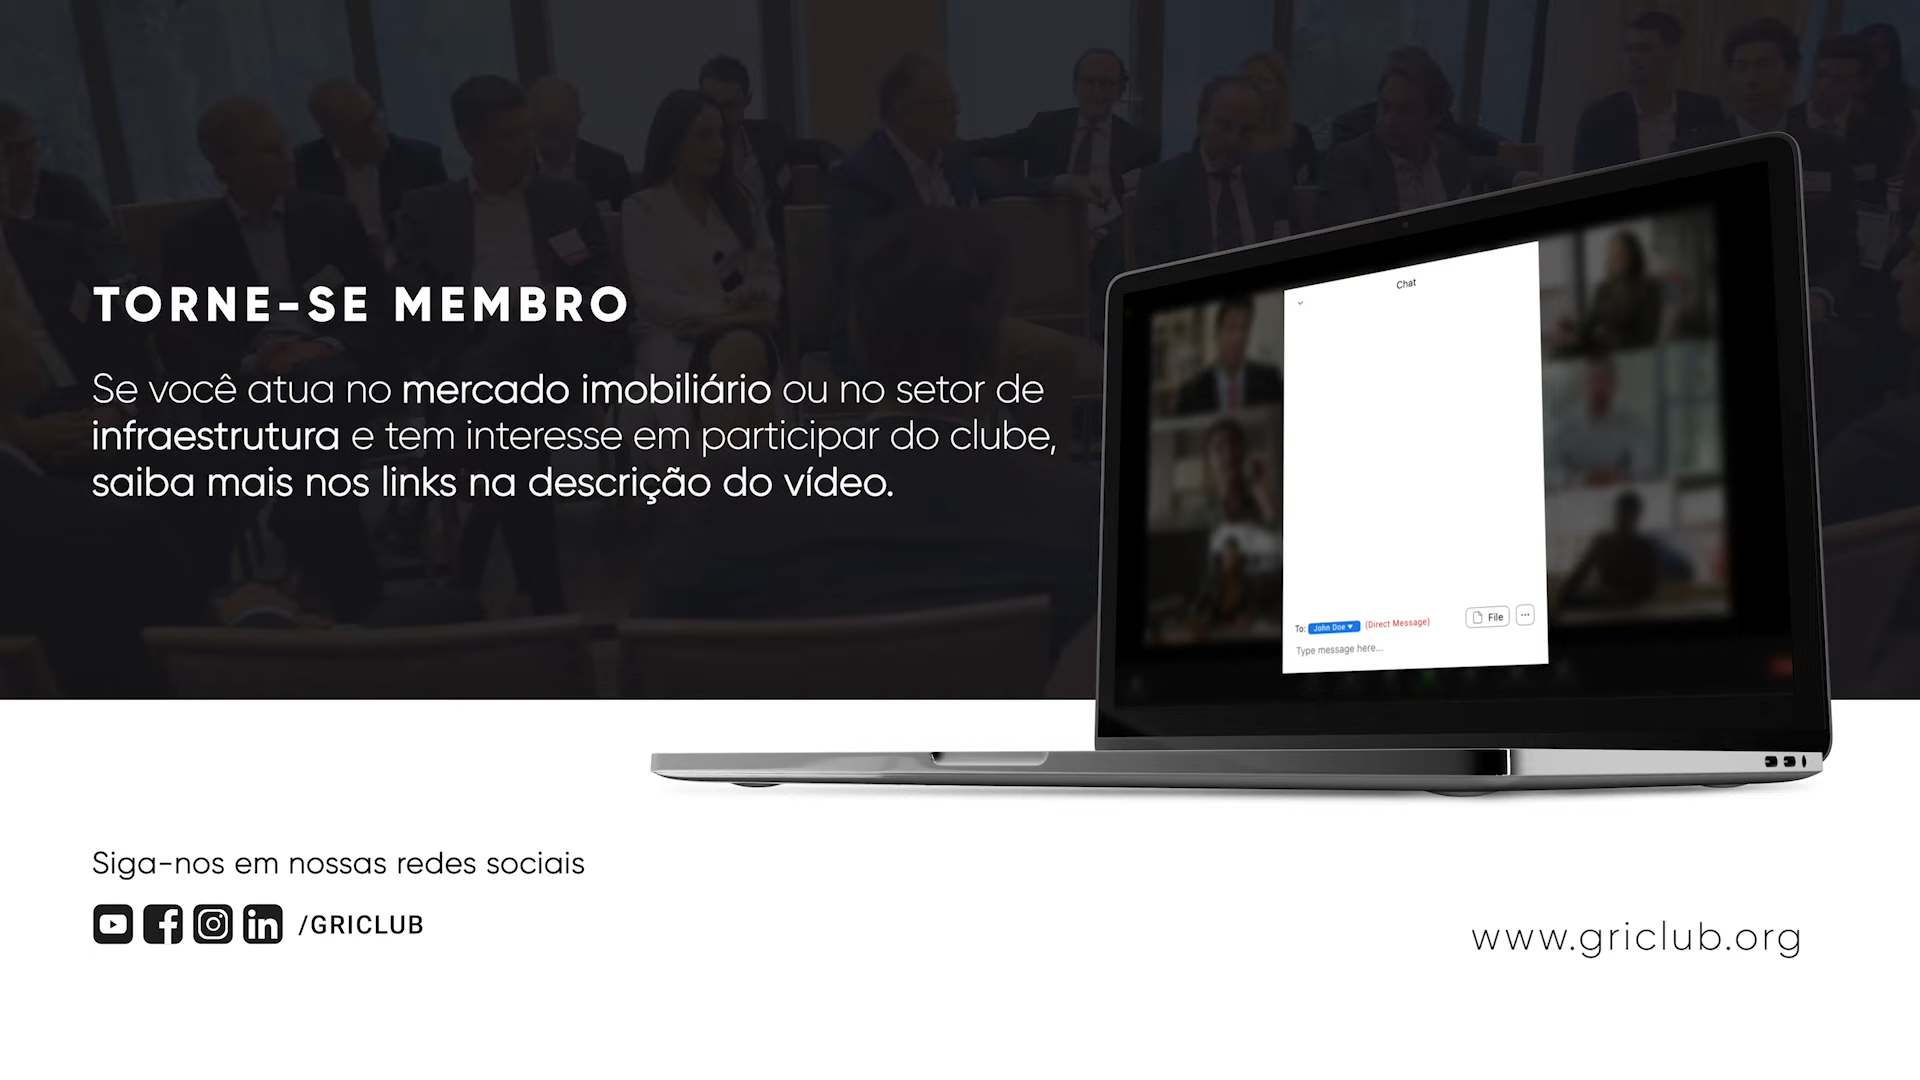 TORNE-SE MEMBRO
Se você atua no mercado imobiliário ou no setor de
infraestrutura e tem interesse em participar do clube,
saiba mais nos links na descrição do vídeo.
Chat
To: John Doe (Direct Message)
File
Type message here...
Siga-nos em nossas redes sociais
/GRICLUB
www.griclub.org